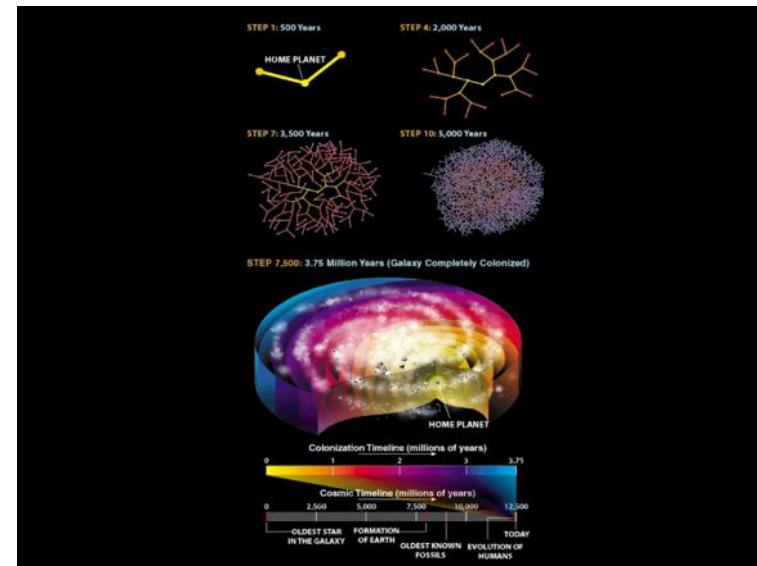 STEP 1: 500 Years
STEP 4: 2,000 Years
HOME PLANET
STEP 7: 3,500 Years
STEP 10: 5,000 Years
STEP 7,500: 3.75 Million Years (Galaxy Completely Colonized)
HOME PLANET
Colonization Timeline (millions of years)
0 1 2 3 3.75
Cosmic Timeline (millions of years)
0 2,500 5,000 7,500 10,000 12,500
TODAY
OLDEST STAR
IN THE GALAXY
FORMATION
OF EARTH
OLDEST KNOWN
FOSSILS
EVOLUTION OF
HUMANS